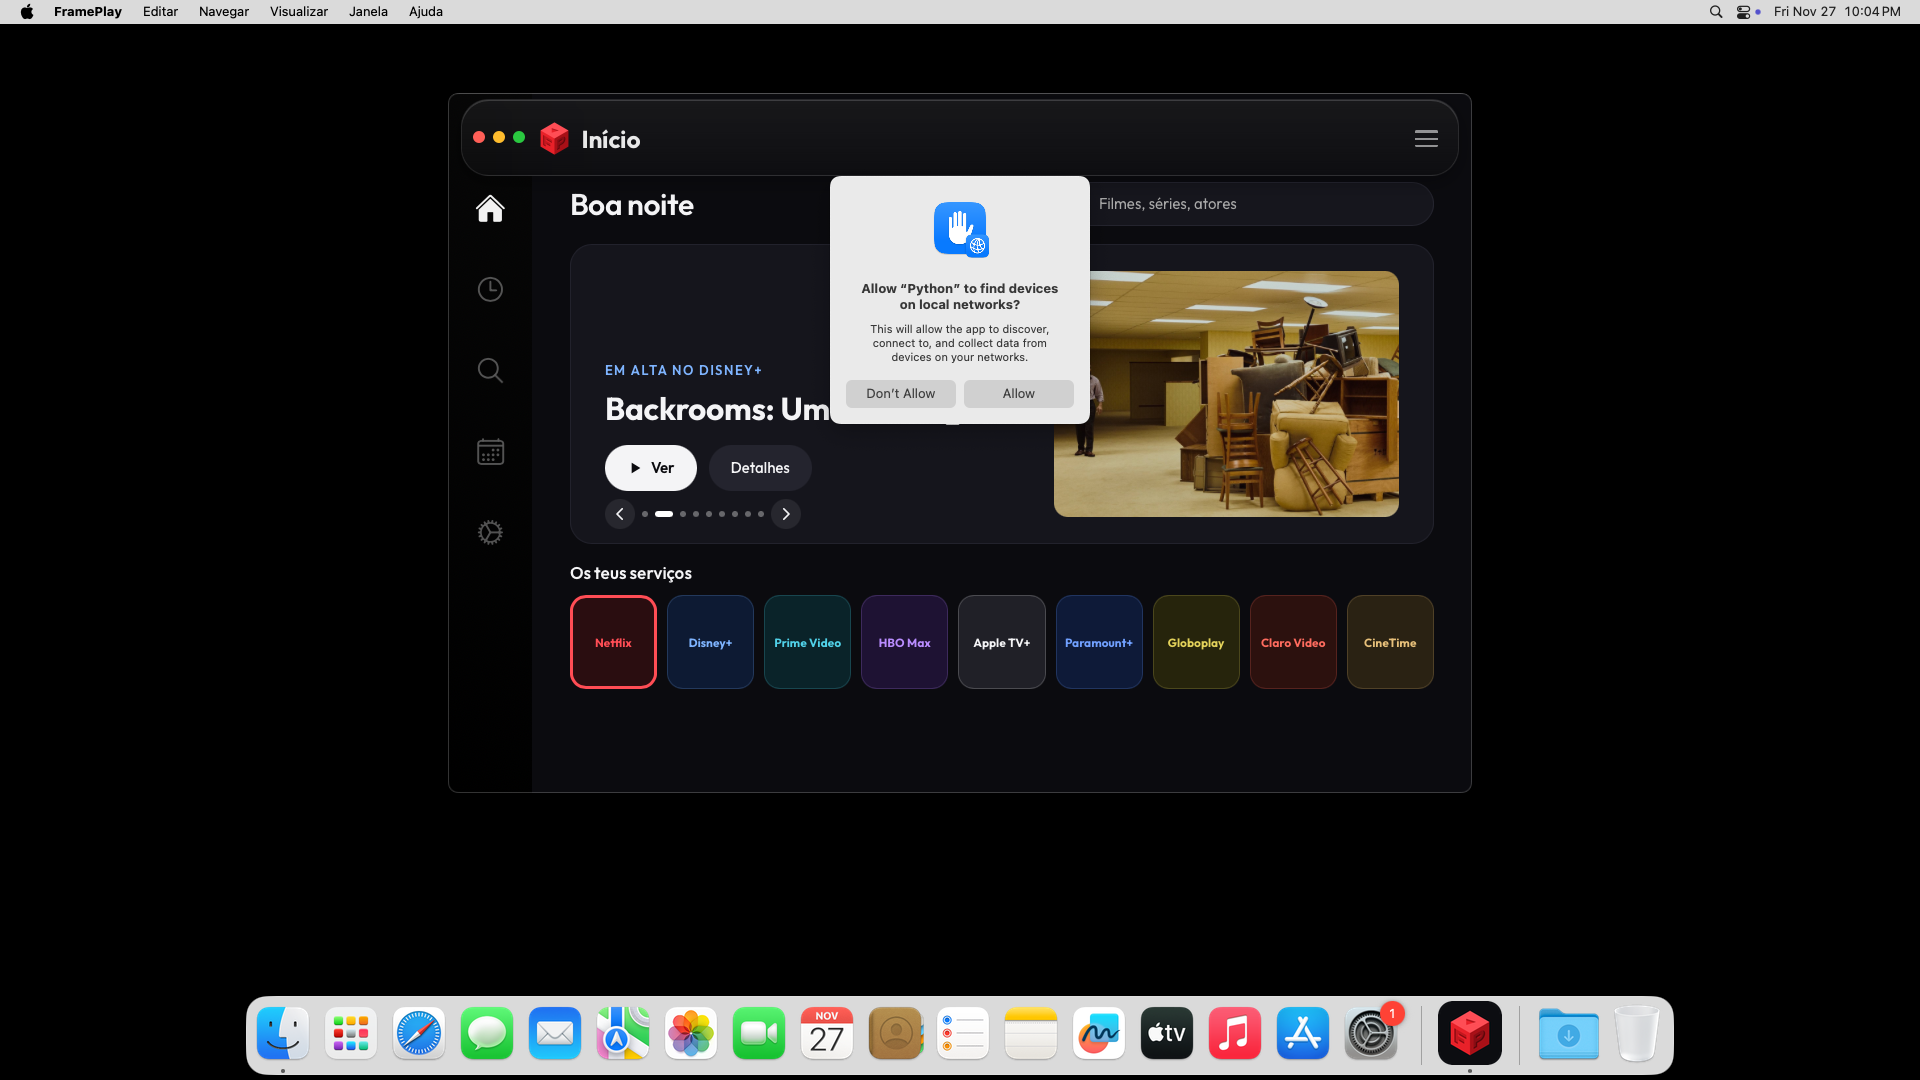 FramePlay Editar Navegar Visualizar Janela Ajuda Fri Nov 27 10:04 PM
Início
Boa noite
Filmes, séries, atores
Allow “Python” to find devices
on local networks?
This will allow the app to discover,
connect to, and collect data from
devices on your networks.
Don’t Allow Allow
EM ALTA NO DISNEY+
Backrooms: Um
Ver Detalhes
Os teus serviços
Netflix Disney+ Prime Video HBO Max Apple TV+ Paramount+ Globoplay Claro Video CineTime
NOV
27
tv
1